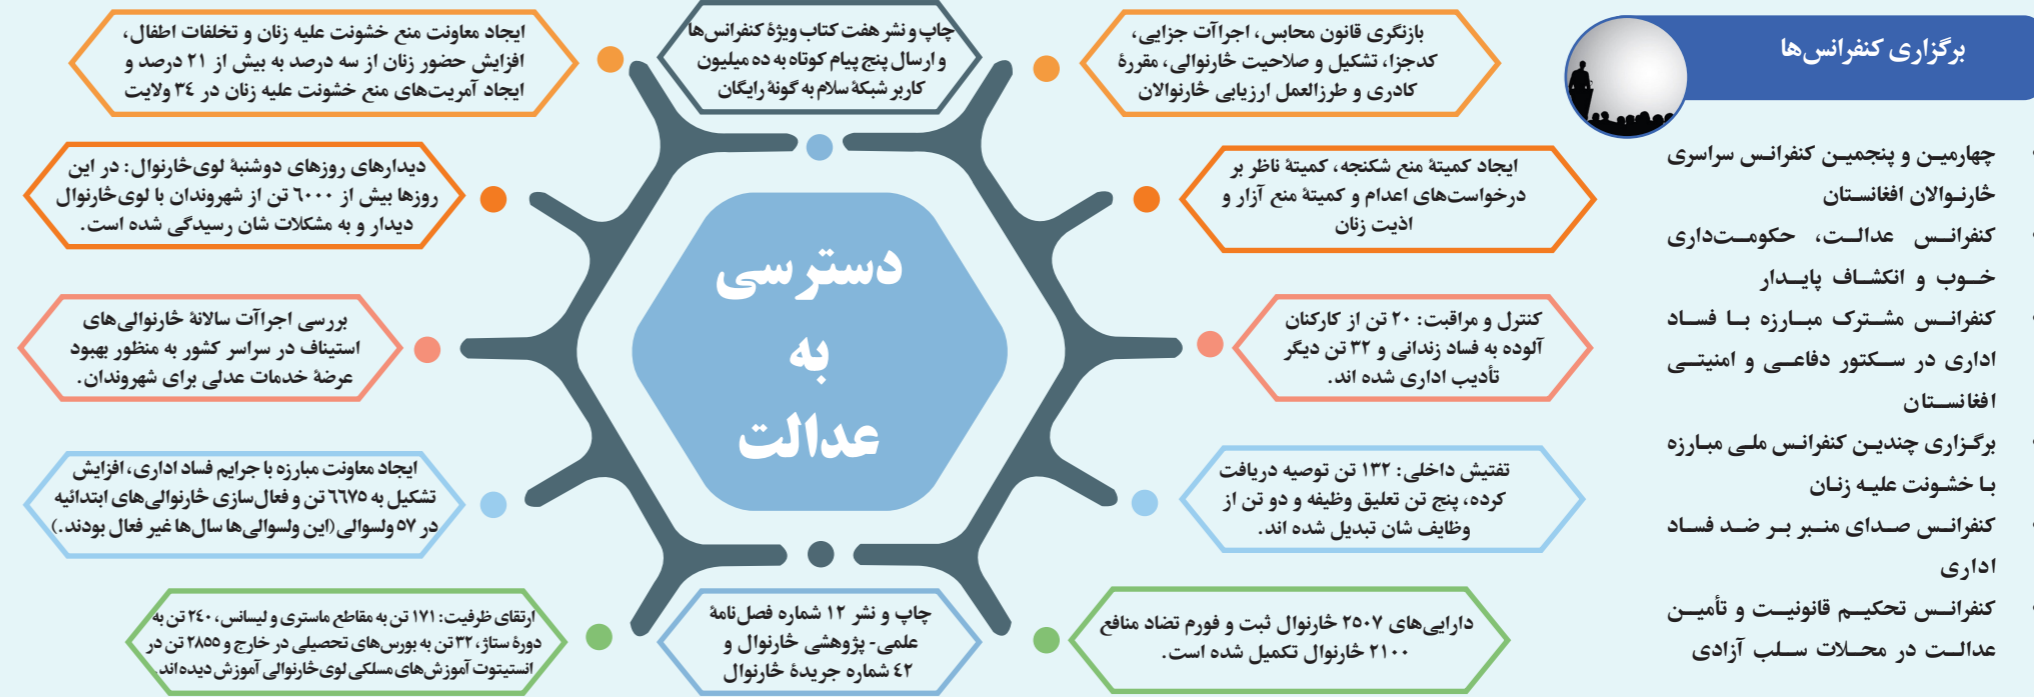 برگزاری کنفرانس‌ها
چهارمین و پنجمین کنفرانس سراسری
څارنوالان افغانستان
کنفرانس عدالت، حکومت‌داری
خوب و انکشاف پایدار
کنفرانس مشترک مبارزه با فساد
اداری در سکتور دفاعی و امنیتی
افغانستان
برگزاری چندین کنفرانس ملی مبارزه
با خشونت علیه زنان
کنفرانس صدای منبر بر ضد فساد
اداری
کنفرانس تحکیم قانونیت و تأمین
عدالت در محلات سلب آزادی
بازنگری قانون محابس، اجراآت جزایی،
کدجزا، تشکیل و صلاحیت څارنوالی، مقررهٔ
کادری و طرزالعمل ارزیابی څارنوالان
ایجاد کمیتهٔ منع شکنجه، کمیتهٔ ناظر بر
درخواست‌های اعدام و کمیتهٔ منع آزار و
اذیت زنان
کنترل و مراقبت: ۲۰ تن از کارکنان
آلوده به فساد زندانی و ۳۲ تن دیگر
تأدیب اداری شده اند.
تفتیش داخلی: ۱۳۲ تن توصیه دریافت
کرده، پنج تن تعلیق وظیفه و دو تن از
وظایف شان تبدیل شده اند.
دارایی‌های ۲۵۰۷ څارنوال ثبت و فورم تضاد منافع
۲۱۰۰ څارنوال تکمیل شده است.
چاپ و نشر هفت کتاب ویژهٔ کنفرانس‌ها
و ارسال پنج پیام کوتاه به ده میلیون
کاربر شبکهٔ سلام به گونهٔ رایگان
دسترسی
به
عدالت
چاپ و نشر ۱۲ شماره فصل‌نامهٔ
علمی- پژوهشی څارنوال و
٤۲ شماره جریدهٔ څارنوال
ایجاد معاونت منع خشونت علیه زنان و تخلفات اطفال،
افزایش حضور زنان از سه درصد به بیش از ۲۱ درصد و
ایجاد آمریت‌های منع خشونت علیه زنان در ۳٤ ولایت
دیدارهای روزهای دوشنبهٔ لوی‌څارنوال: در این
روزها بیش از ٦۰۰۰ تن از شهروندان با لوی‌څارنوال
دیدار و به مشکلات شان رسیدگی شده است.
بررسی اجراآت سالانهٔ څارنوالی‌های
استیناف در سراسر کشور به منظور بهبود
عرضهٔ خدمات عدلی برای شهروندان.
ایجاد معاونت مبارزه با جرایم فساد اداری، افزایش
تشکیل به ٦٦۷٥ تن و فعال‌سازی څارنوالی‌های ابتدائیه
در ٥۷ ولسوالی (این ولسوالی‌ها سال‌ها غیر فعال بودند.)
ارتقای ظرفیت: ۱۷۱ تن به مقاطع ماستری و لیسانس، ۲٤۰ تن به
دورهٔ ستاژ، ۳۲ تن به بورس‌های تحصیلی در خارج و ۲۸٥٥ تن در
انستیتوت آموزش‌های مسلکی لوی‌څارنوالی آموزش دیده‌اند.